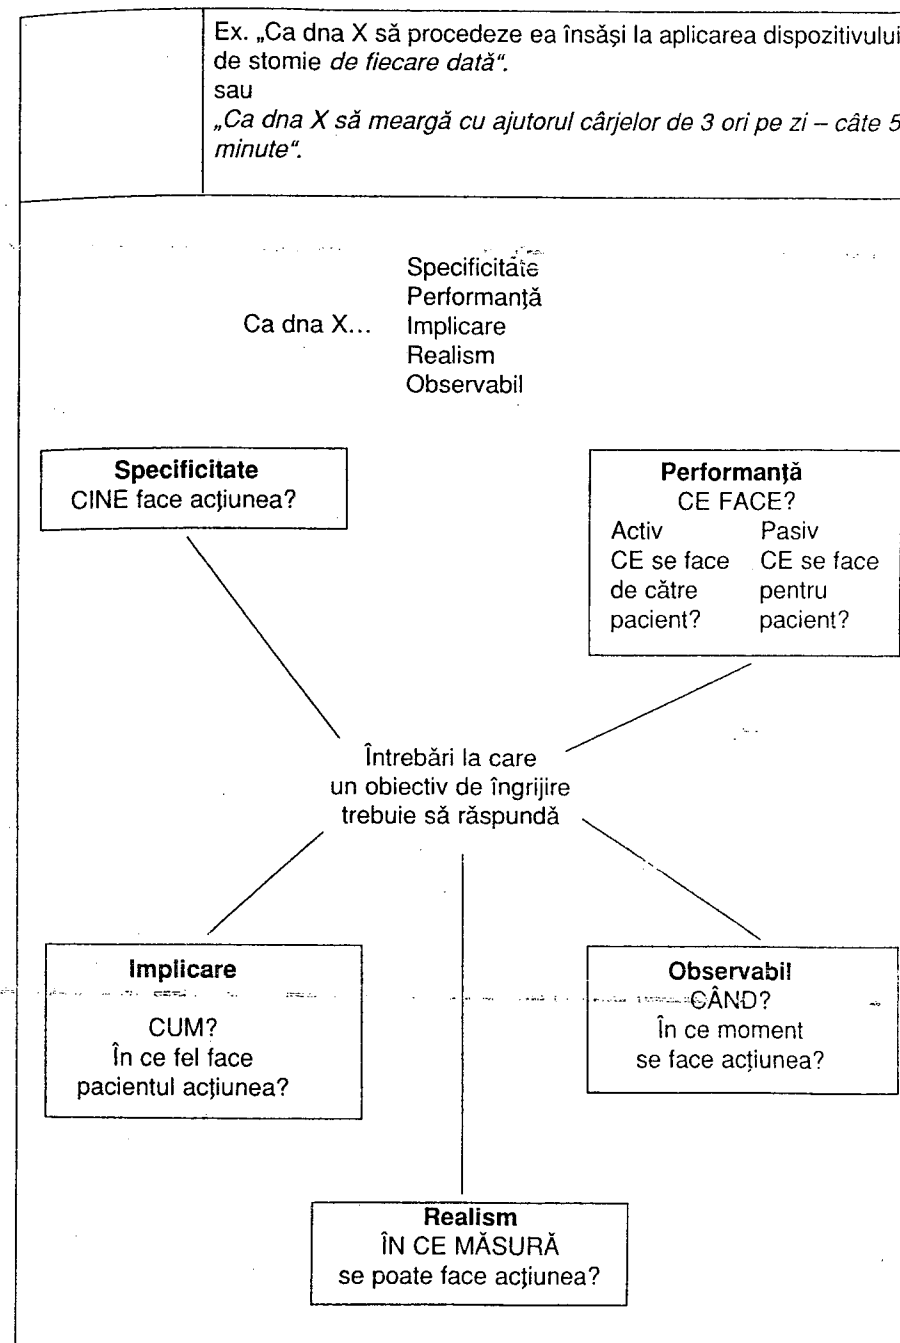 Ex. „Ca dna X să procedeze ea însăşi la aplicarea dispozitivului
de stomie de fiecare dată“.
sau
„Ca dna X să meargă cu ajutorul cârjelor de 3 ori pe zi – câte 5
minute“.
Specificitate
Performanţă
Ca dna X... Implicare
Realism
Observabil
Specificitate
CINE face acţiunea?
Performanţă
CE FACE?
Activ Pasiv
CE se face CE se face
de către pentru
pacient? pacient?
Întrebări la care
un obiectiv de îngrijire
trebuie să răspundă
Implicare
CUM?
În ce fel face
pacientul acţiunea?
Observabil
CÂND?
În ce moment
se face acţiunea?
Realism
ÎN CE MĂSURĂ
se poate face acţiunea?